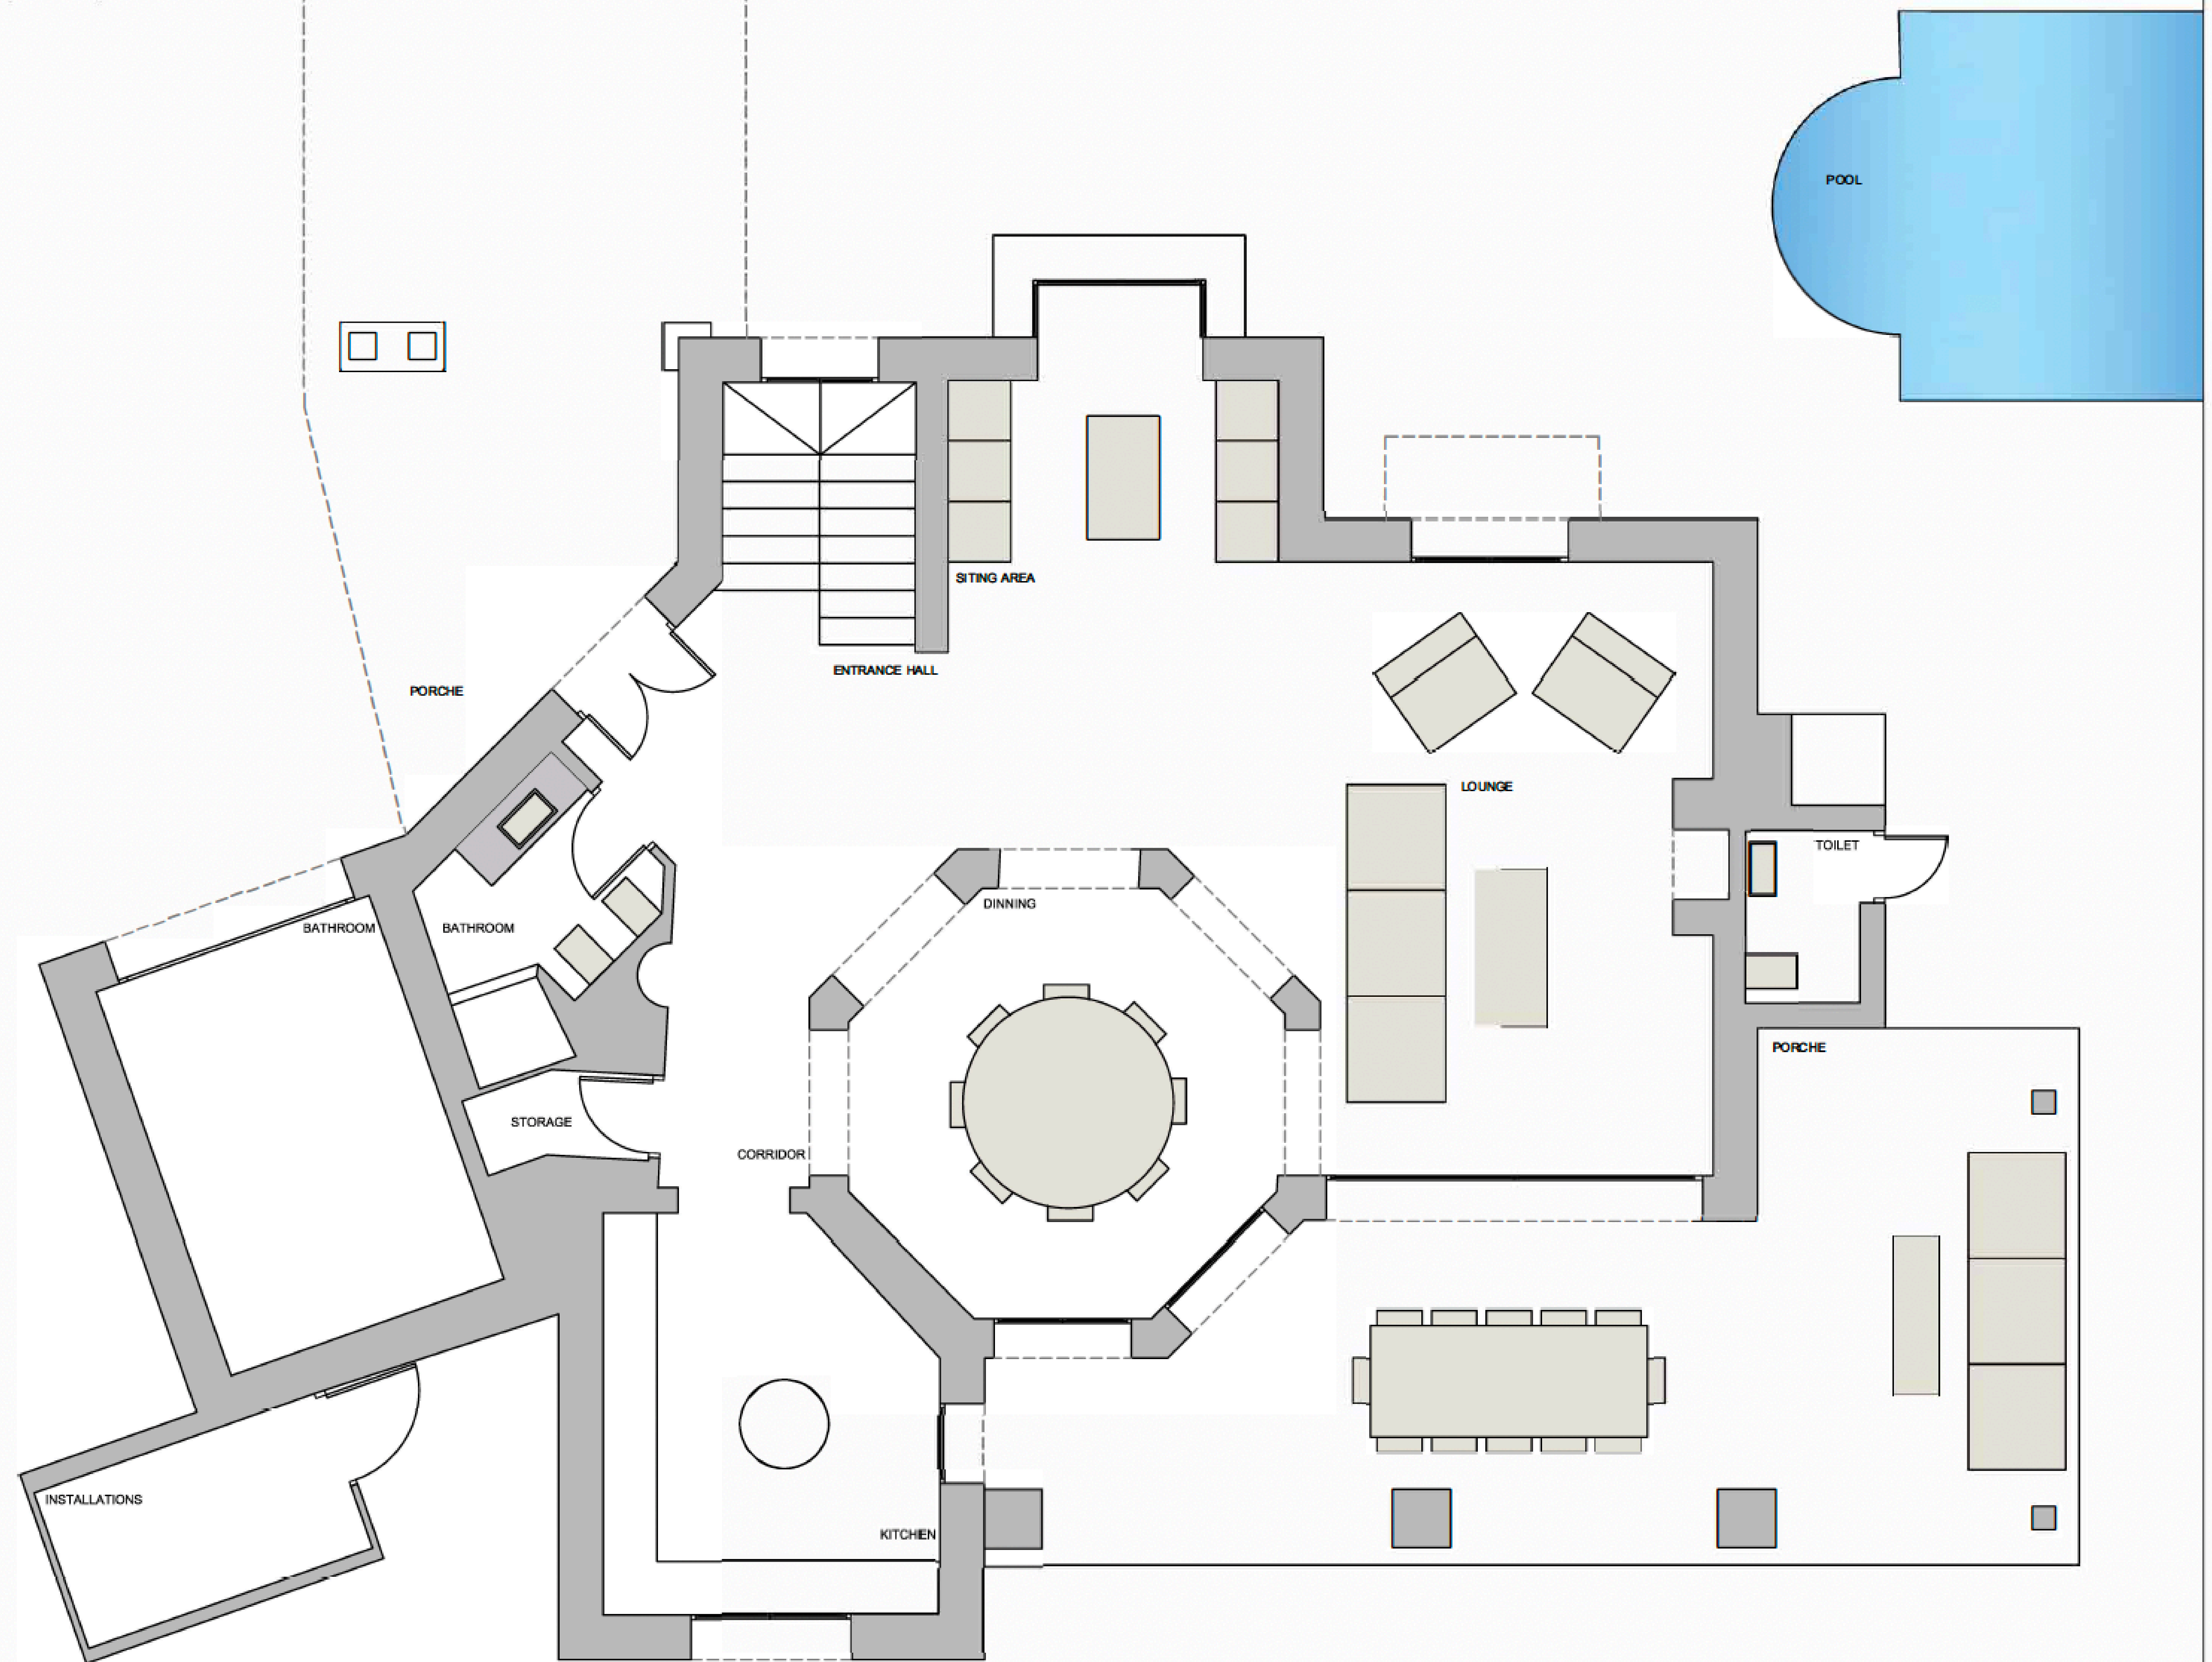 POOL
SITING AREA
ENTRANCE HALL
PORCHE
LOUNGE
TOILET
DINNING
BATHROOM
BATHROOM
PORCHE
STORAGE
CORRIDOR
INSTALLATIONS
KITCHEN